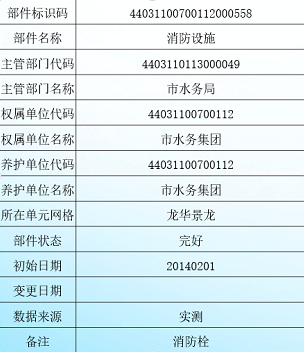 部件标识码 44031100700112000558
部件名称 消防设施
主管部门代码 4403110113000049
主管部门名称 市水务局
权属单位代码 44031100700112
权属单位名称 市水务集团
养护单位代码 44031100700112
养护单位名称 市水务集团
所在单元网格 龙华景龙
部件状态 完好
初始日期 20140201
变更日期
数据来源 实测
备注 消防栓